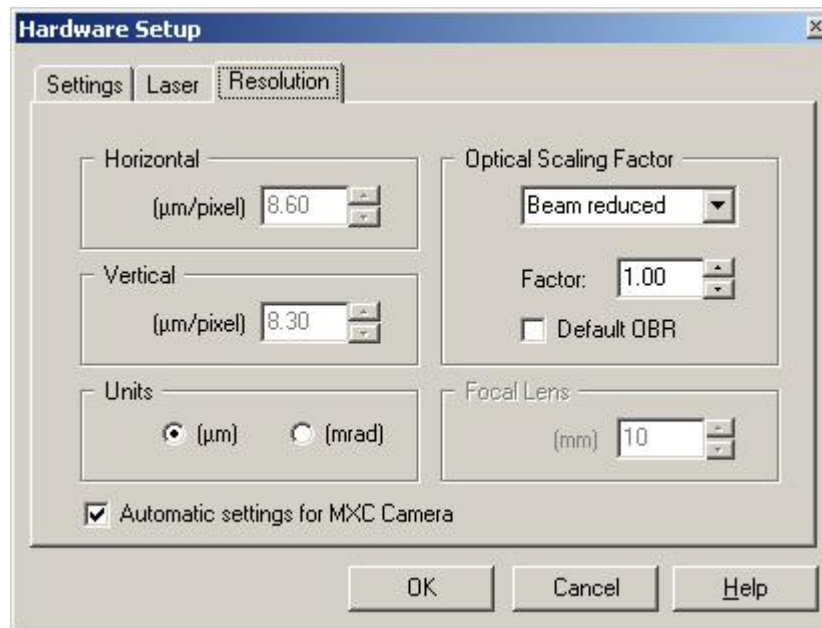 Hardware Setup
Settings Laser Resolution
Horizontal
(µm/pixel) 8.60
Vertical
(µm/pixel) 8.30
Units
(µm) (mrad)
Optical Scaling Factor
Beam reduced
Factor: 1.00
Default OBR
Focal Lens
(mm) 10
Automatic settings for MXC Camera
OK Cancel Help